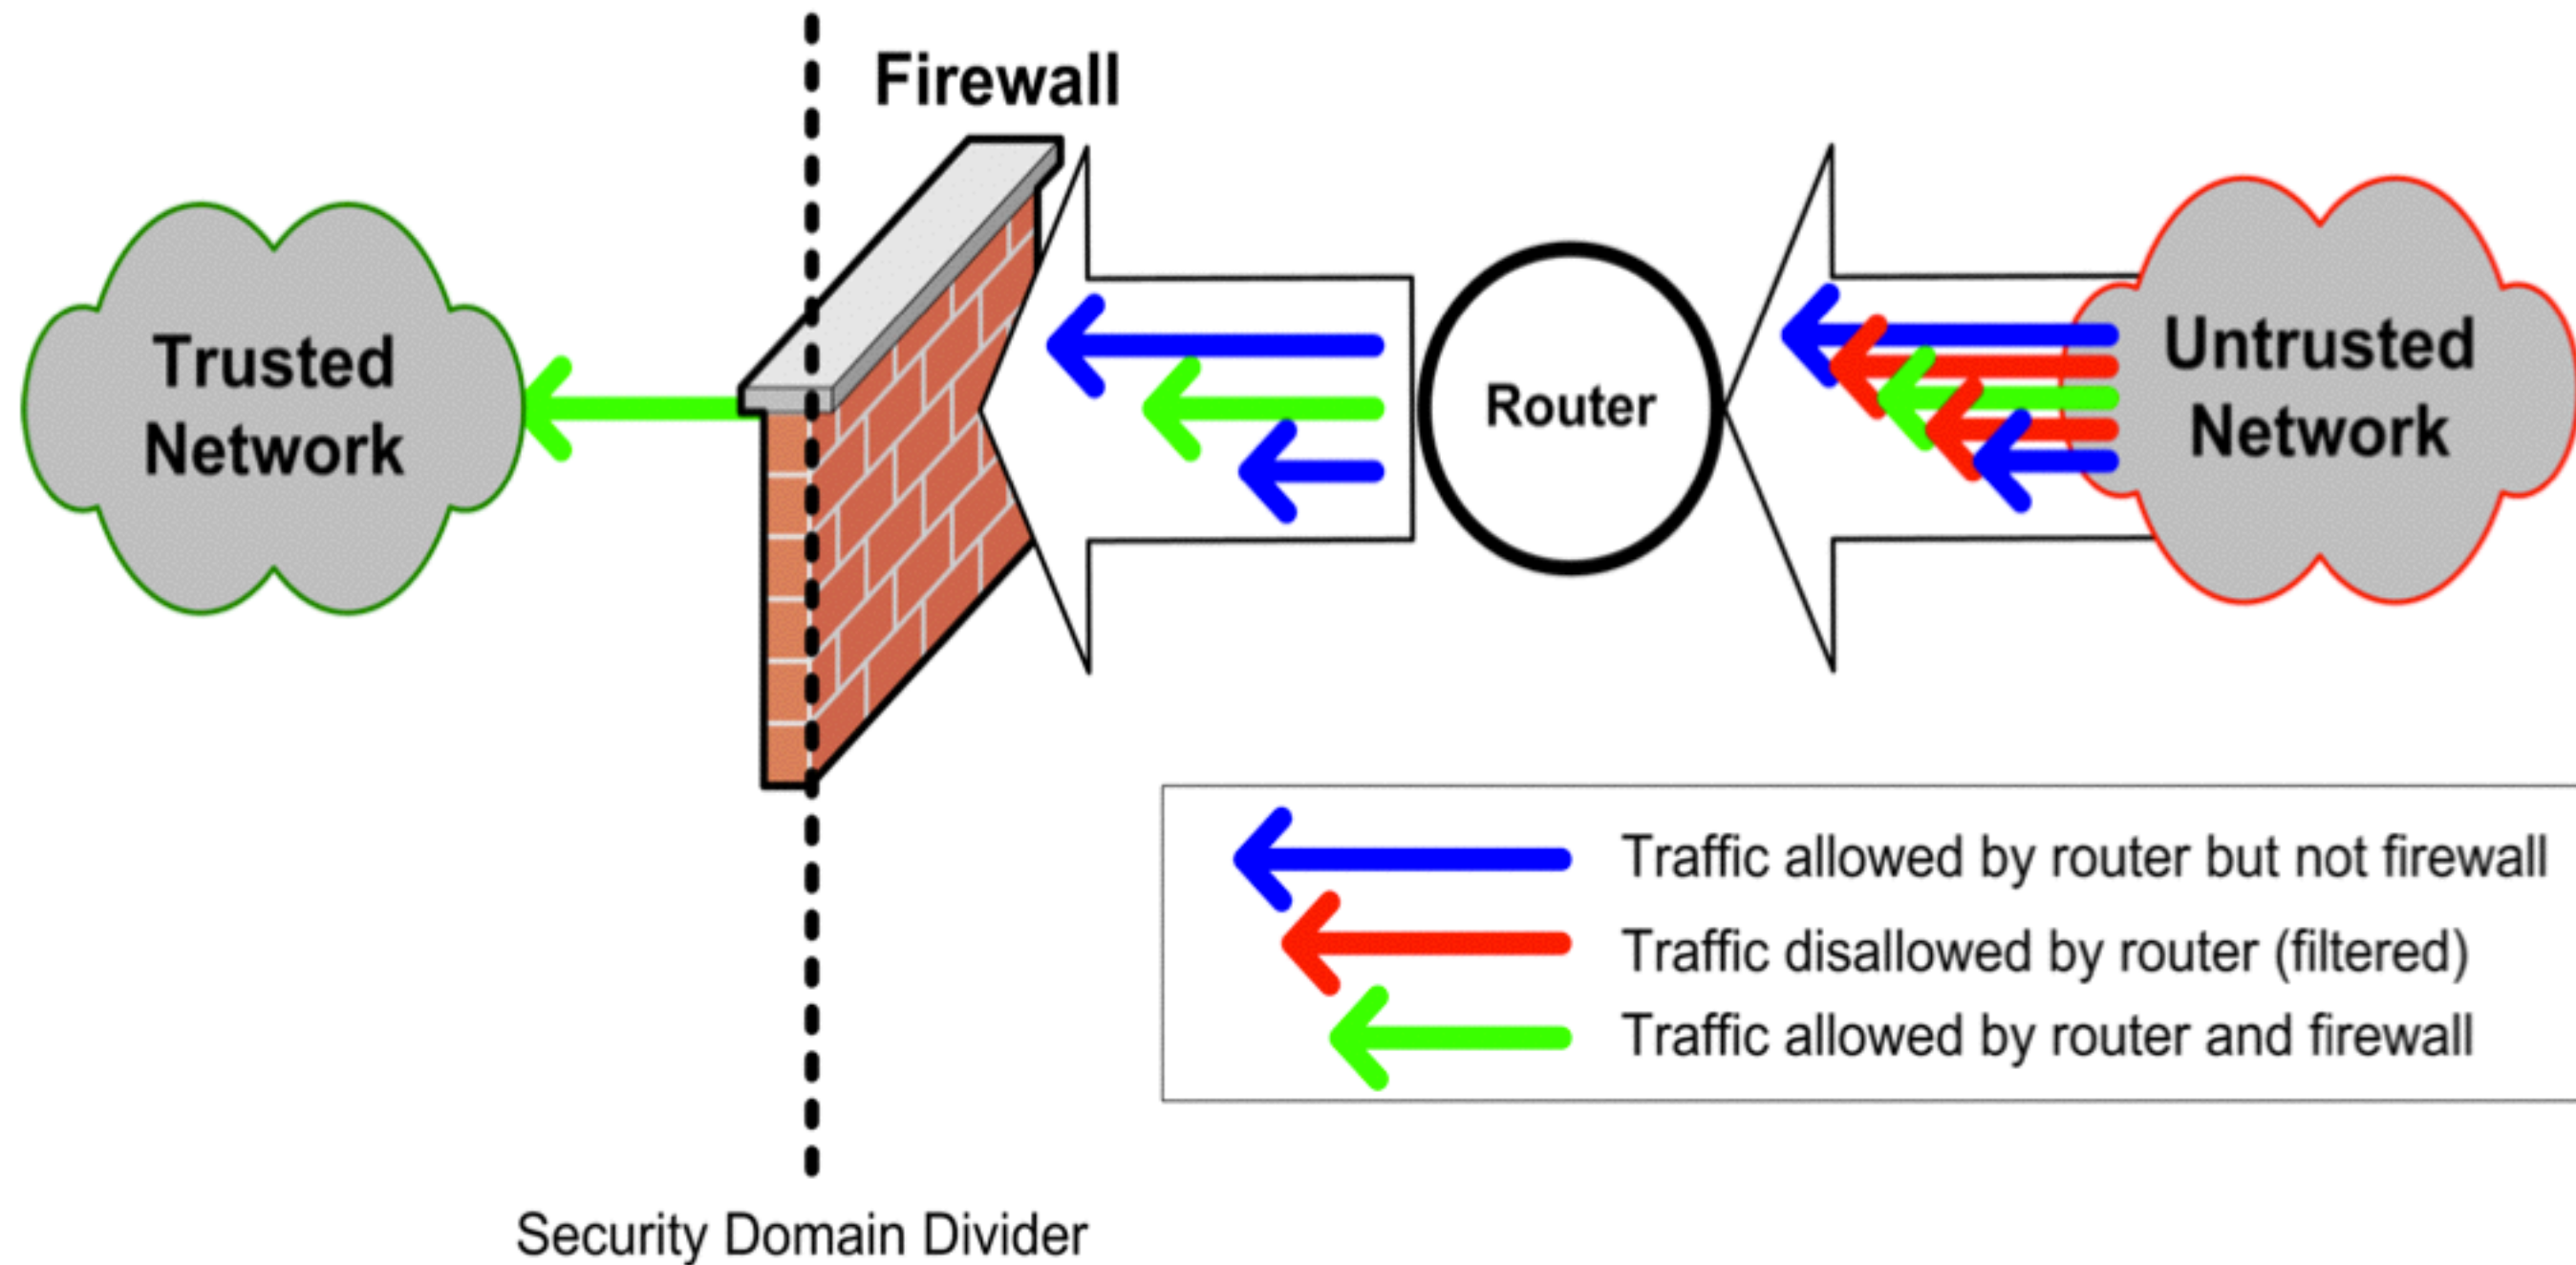 Firewall
Trusted
Network
Router
Untrusted
Network
Traffic allowed by router but not firewall
Traffic disallowed by router (filtered)
Traffic allowed by router and firewall
Security Domain Divider